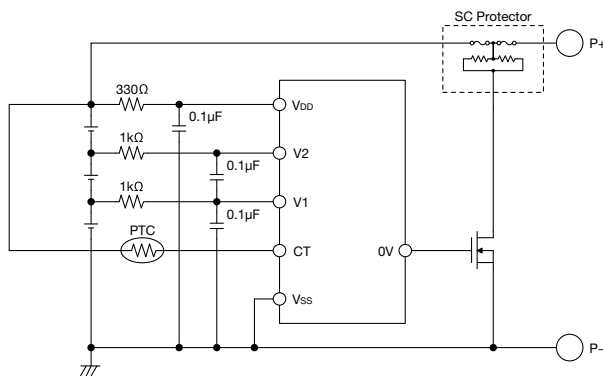 SC Protector
P+
330Ω
VDD
0.1µF
1kΩ
V2
0.1µF
1kΩ
V1
0.1µF
PTC
CT
0V
VSS
P−